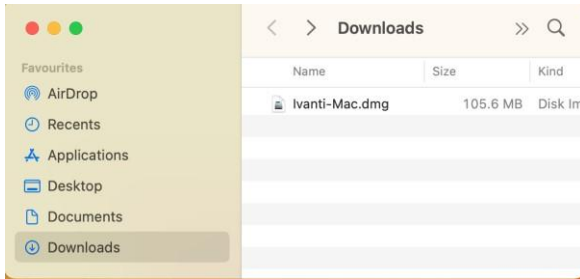 Downloads
Favourites
AirDrop
Recents
Applications
Desktop
Documents
Downloads
Name Size Kind
Ivanti-Mac.dmg 105.6 MB Disk Im